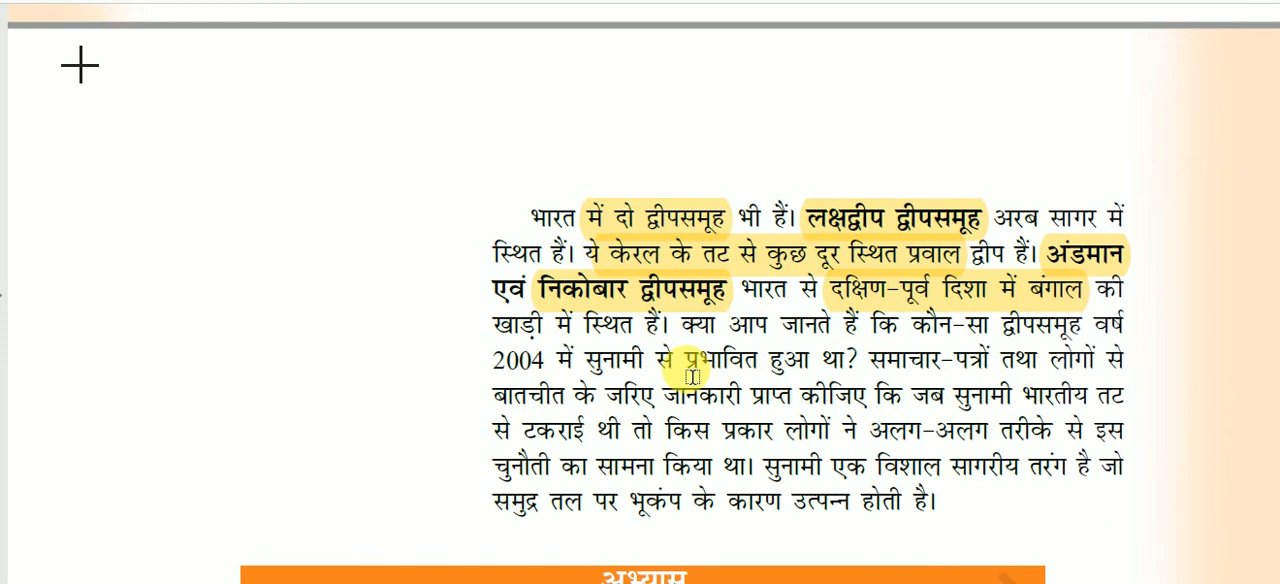 भारत में दो द्वीपसमूह भी हैं। लक्षद्वीप द्वीपसमूह अरब सागर में
स्थित हैं। ये केरल के तट से कुछ दूर स्थित प्रवाल द्वीप हैं। अंडमान
एवं निकोबार द्वीपसमूह भारत से दक्षिण-पूर्व दिशा में बंगाल की
खाड़ी में स्थित हैं। क्या आप जानते हैं कि कौन-सा द्वीपसमूह वर्ष
2004 में सुनामी से प्रभावित हुआ था? समाचार-पत्रों तथा लोगों से
बातचीत के जरिए जानकारी प्राप्त कीजिए कि जब सुनामी भारतीय तट
से टकराई थी तो किस प्रकार लोगों ने अलग-अलग तरीके से इस
चुनौती का सामना किया था। सुनामी एक विशाल सागरीय तरंग है जो
समुद्र तल पर भूकंप के कारण उत्पन्न होती है।
अभ्यास